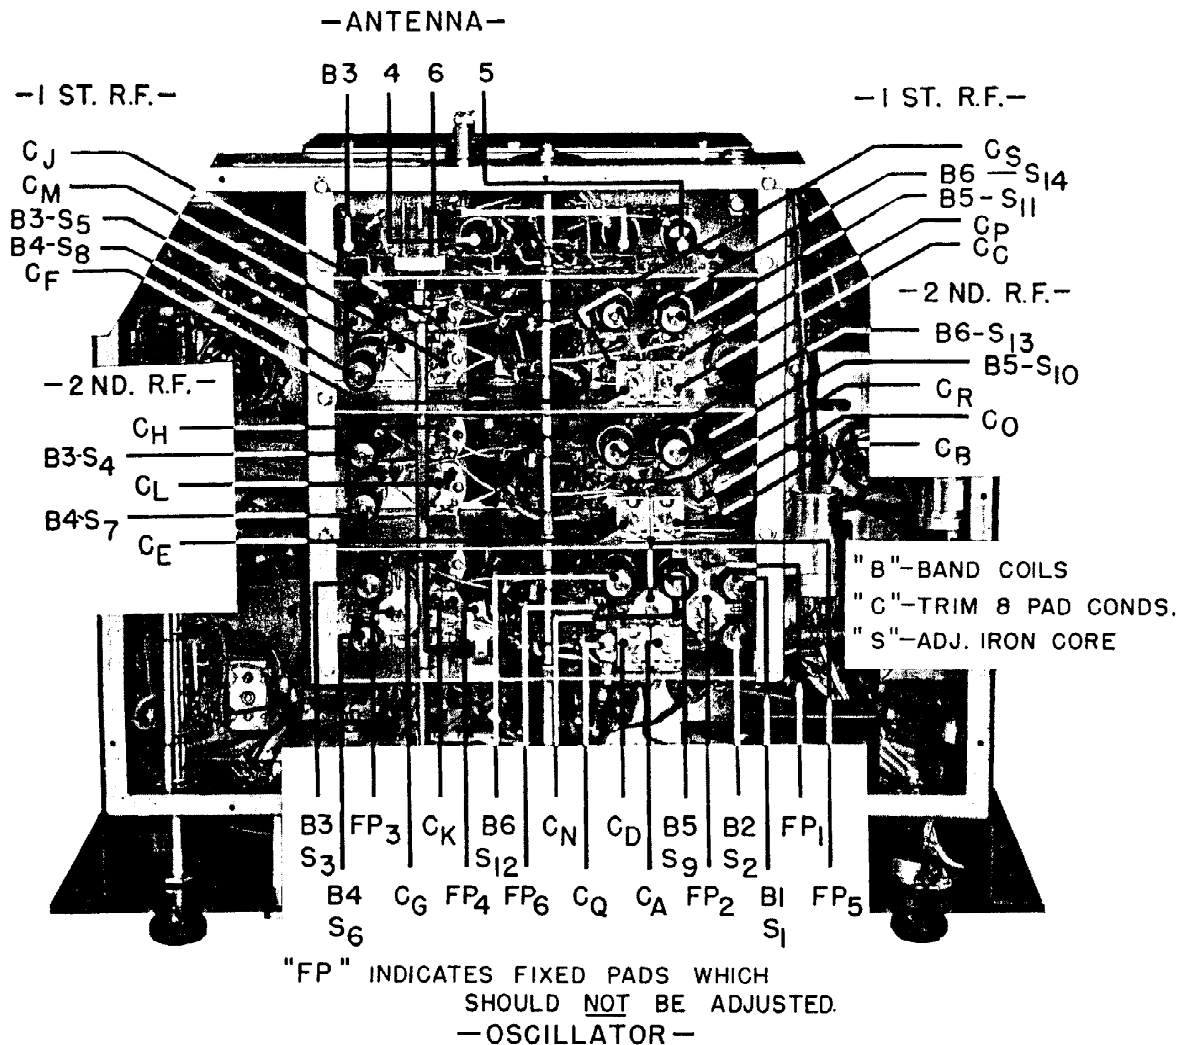 -ANTENNA-
B3 4 6 5
-1 ST. R.F.-
CJ
CM
B3-S5
B4-S8
CF
-2 ND. R.F.-
CH
B3-S4
CL
B4-S7
CE
-1 ST. R.F.-
CS
B6-S14
B5-S11
CP
CC
-2 ND. R.F.-
B6-S13
B5-S10
CR
CO
CB
"B"-BAND COILS
"C"-TRIM & PAD CONDS.
"S"-ADJ. IRON CORE
B3 FP3 CK B6 CN CD B5 B2 FP1
S3 S12 S9 S2
B4 CG FP4 FP6 CQ CA FP2 B1 FP5
S6 S1
"FP" INDICATES FIXED PADS WHICH
SHOULD NOT BE ADJUSTED.
-OSCILLATOR-